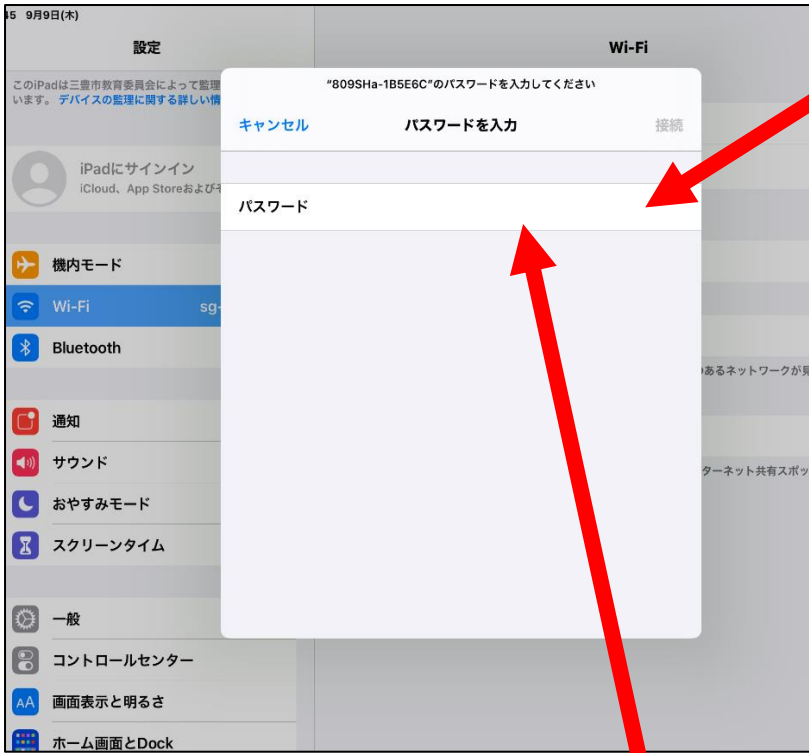 45 9月9日(木)
設定
Wi-Fi
このiPadは三豊市教育委員会によって管理
います。 デバイスの監理に関する詳しい情
"809SHa-1B5E6C"のパスワードを入力してください
キャンセル
パスワードを入力
接続
iPadにサインイン
iCloud、App Storeおよび
パスワード
機内モード
Wi-Fi sg-
Bluetooth
のあるネットワークが見
通知
サウンド
ターネット共有スポッ
おやすみモード
スクリーンタイム
一般
コントロールセンター
AA 画面表示と明るさ
ホーム画面とDock